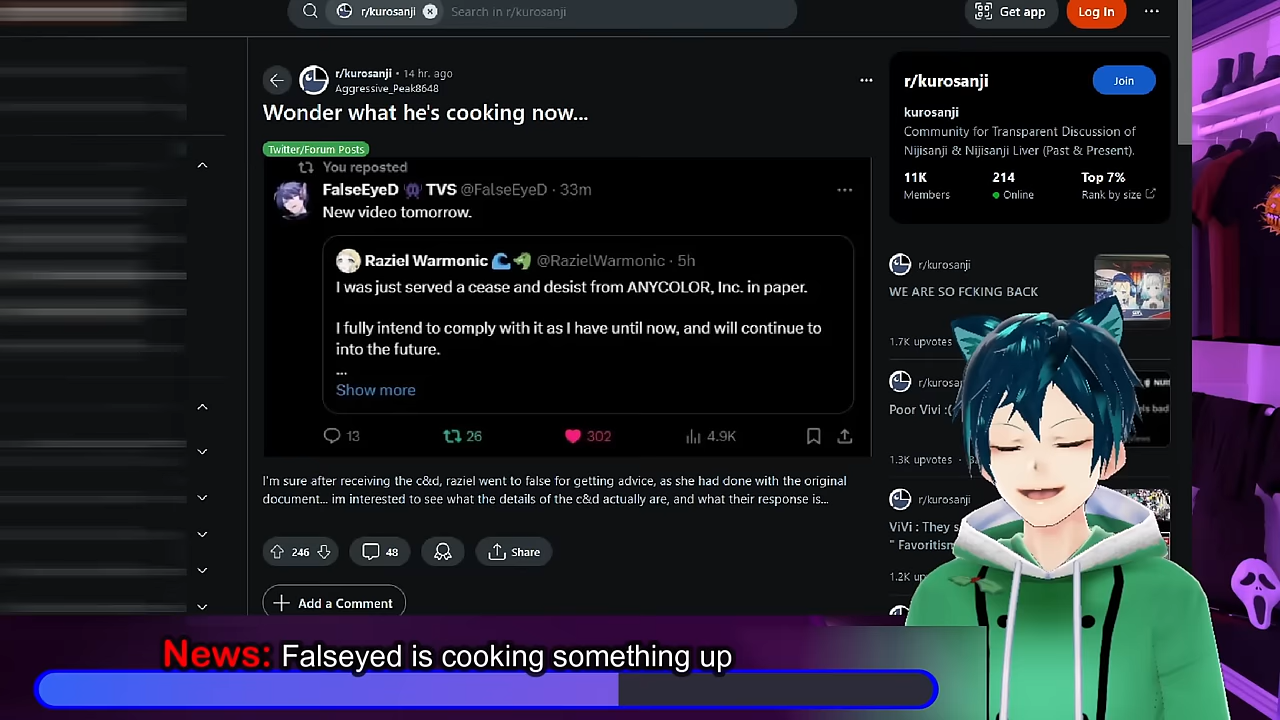 r/kurosanji
Search in r/kurosanji
Get app
Log In
r/kurosanji • 14 hr. ago
Aggressive_Peak8648
Wonder what he's cooking now...
Twitter/Forum Posts
You reposted
FalseEyeD TVS @FalseEyeD · 33m
New video tomorrow.
Raziel Warmonic @RazielWarmonic · 5h
I was just served a cease and desist from ANYCOLOR, Inc. in paper.
I fully intend to comply with it as I have until now, and will continue to
into the future.
...
Show more
13
26
302
4.9K
I'm sure after receiving the c&d, raziel went to false for getting advice, as she had done with the original
document... im interested to see what the details of the c&d actually are, and what their response is...
246
48
Share
Add a Comment
r/kurosanji
Join
kurosanji
Community for Transparent Discussion of
Nijisanji & Nijisanji Liver (Past & Present).
11K 214 Top 7%
Members Online Rank by size
r/kurosanji
WE ARE SO FCKING BACK
1.7K upvotes
r/kurosa
Poor Vivi :(
1.3K upvotes
r/kurosanji
ViVi : They s
" Favoritism
1.2K up
News: Falseyed is cooking something up